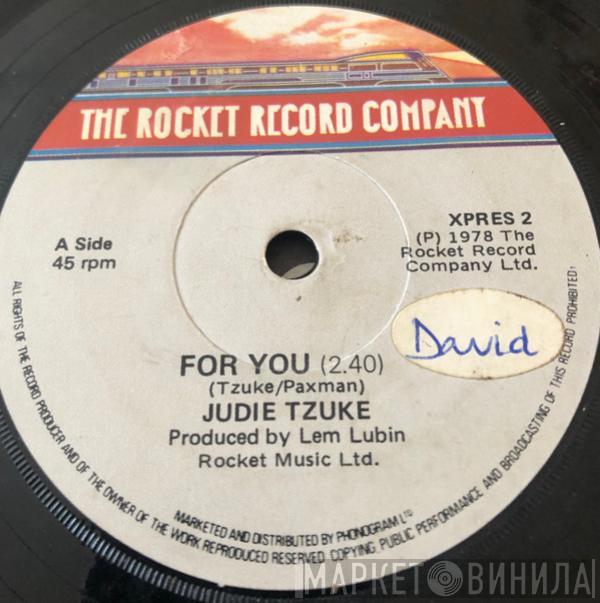 THE ROCKET RECORD COMPANY
A Side
45 rpm
XPRES 2
(P) 1978 The
Rocket Record
Company Ltd.
David
FOR YOU (2.40)
(Tzuke/Paxman)
JUDIE TZUKE
Produced by Lem Lubin
Rocket Music Ltd.
MARKETED AND DISTRIBUTED BY PHONOGRAM LTD
ALL RIGHTS OF THE RECORD PRODUCER AND OF THE OWNER OF THE WORK REPRODUCED RESERVED. COPYING, PUBLIC PERFORMANCE AND BROADCASTING OF THIS RECORD PROHIBITED:
МАРКЕТ ВИНИЛА